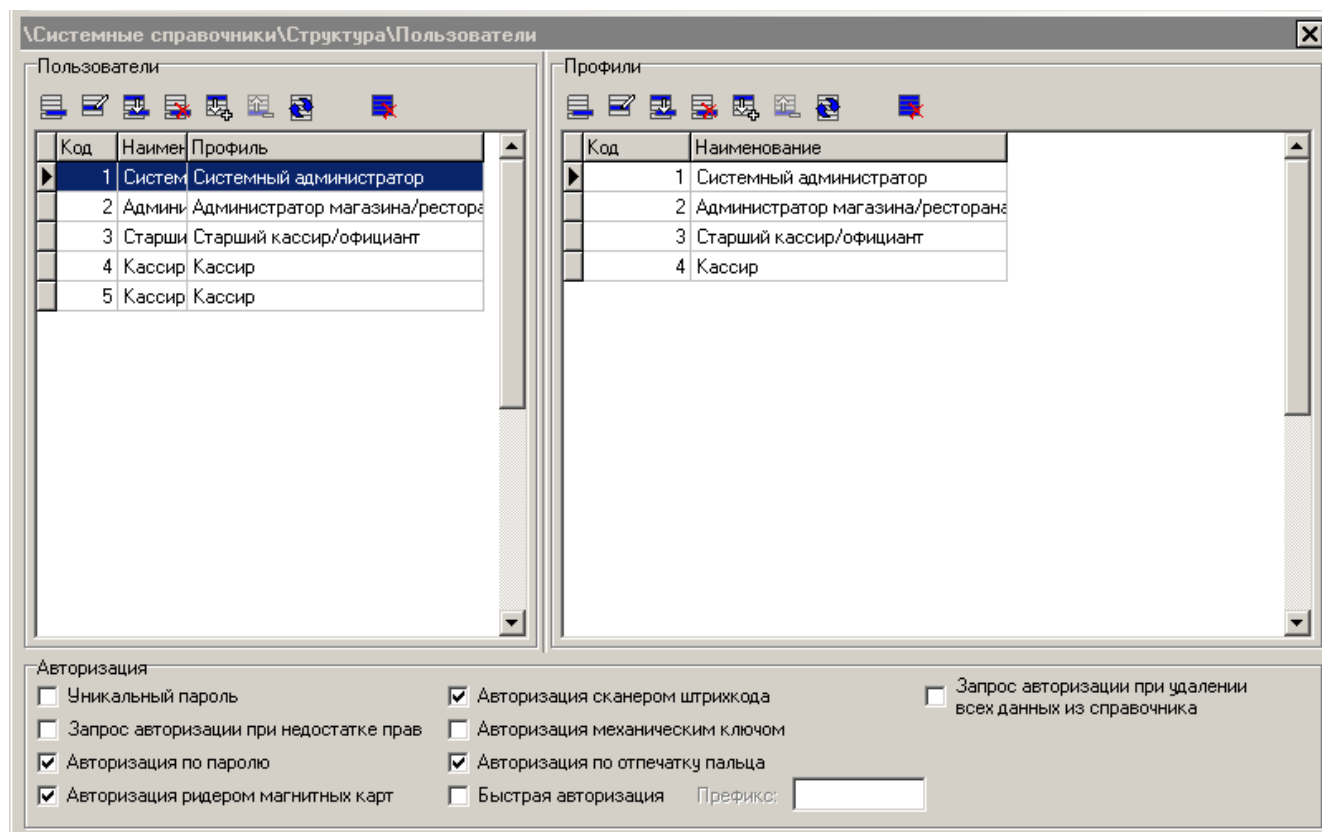 \Системные справочники\Структура\Пользователи
Пользователи
Код Наимен Профиль
1 Систем Системный администратор
2 Админи Администратор магазина/рестора
3 Старши Старший кассир/официант
4 Кассир Кассир
5 Кассир Кассир
Профили
Код Наименование
1 Системный администратор
2 Администратор магазина/ресторана
3 Старший кассир/официант
4 Кассир
Авторизация
Уникальный пароль
Запрос авторизации при недостатке прав
Авторизация по паролю
Авторизация ридером магнитных карт
Авторизация сканером штрихкода
Авторизация механическим ключом
Авторизация по отпечатку пальца
Быстрая авторизация Префикс:
Запрос авторизации при удалении
всех данных из справочника